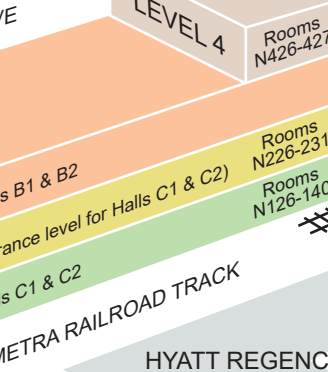 VE
LEVEL 4
Rooms
N426-427
s B1 & B2
Rooms
N226-231
rance level for Halls C1 & C2)
Rooms
N126-140
s C1 & C2
METRA RAILROAD TRACK
HYATT REGENC